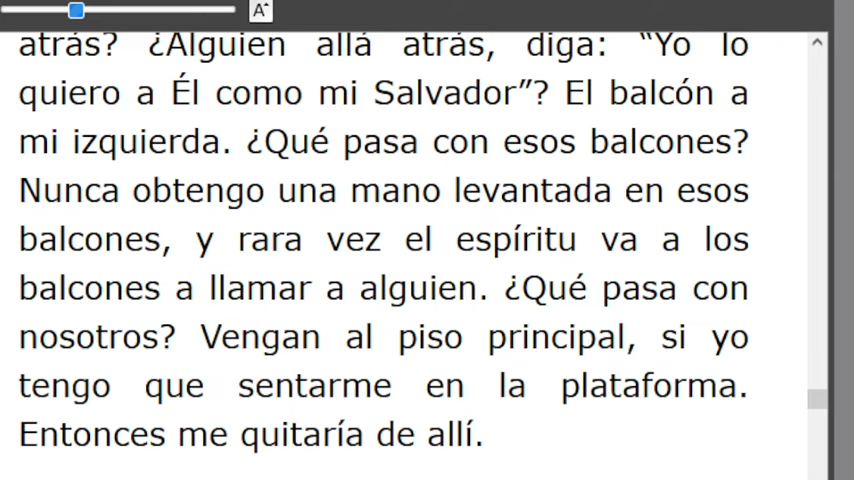 A
atrás? ¿Alguien allá atrás, diga: “Yo lo
quiero a Él como mi Salvador”? El balcón a
mi izquierda. ¿Qué pasa con esos balcones?
Nunca obtengo una mano levantada en esos
balcones, y rara vez el espíritu va a los
balcones a llamar a alguien. ¿Qué pasa con
nosotros? Vengan al piso principal, si yo
tengo que sentarme en la plataforma.
Entonces me quitaría de allí.